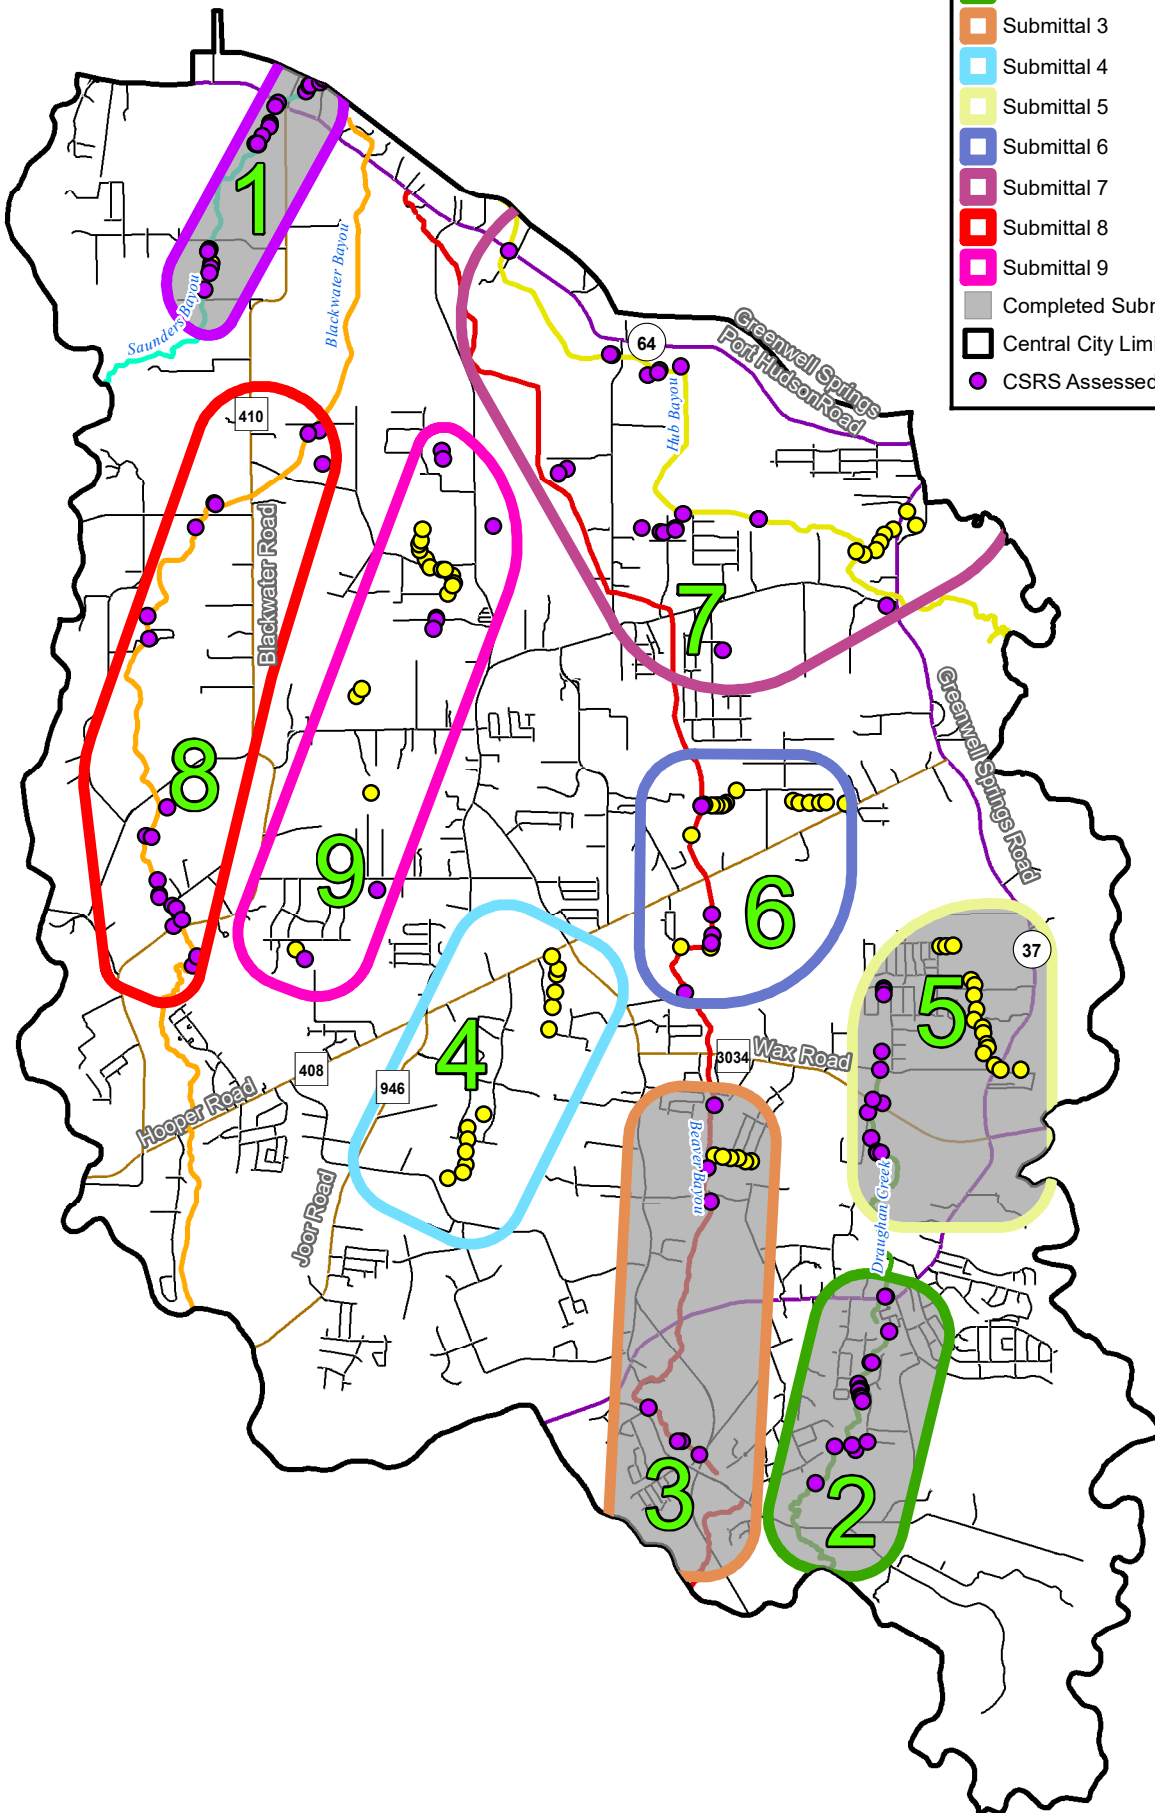 Submittal 3
Submittal 4
Submittal 5
Submittal 6
Submittal 7
Submittal 8
Submittal 9
Completed Subm
Central City Lim
CSRS Assessed
1
Saunders Bayou
Blackwater Bayou
64
Greenwell Springs
Port Hudson Road
Hub Bayou
410
Blackwater Road
7
Greenwell Springs Road
8
9
6
5
37
4
3034
Wax Road
408
946
Hooper Road
Joor Road
Beaver Bayou
Draughan Creek
3
2